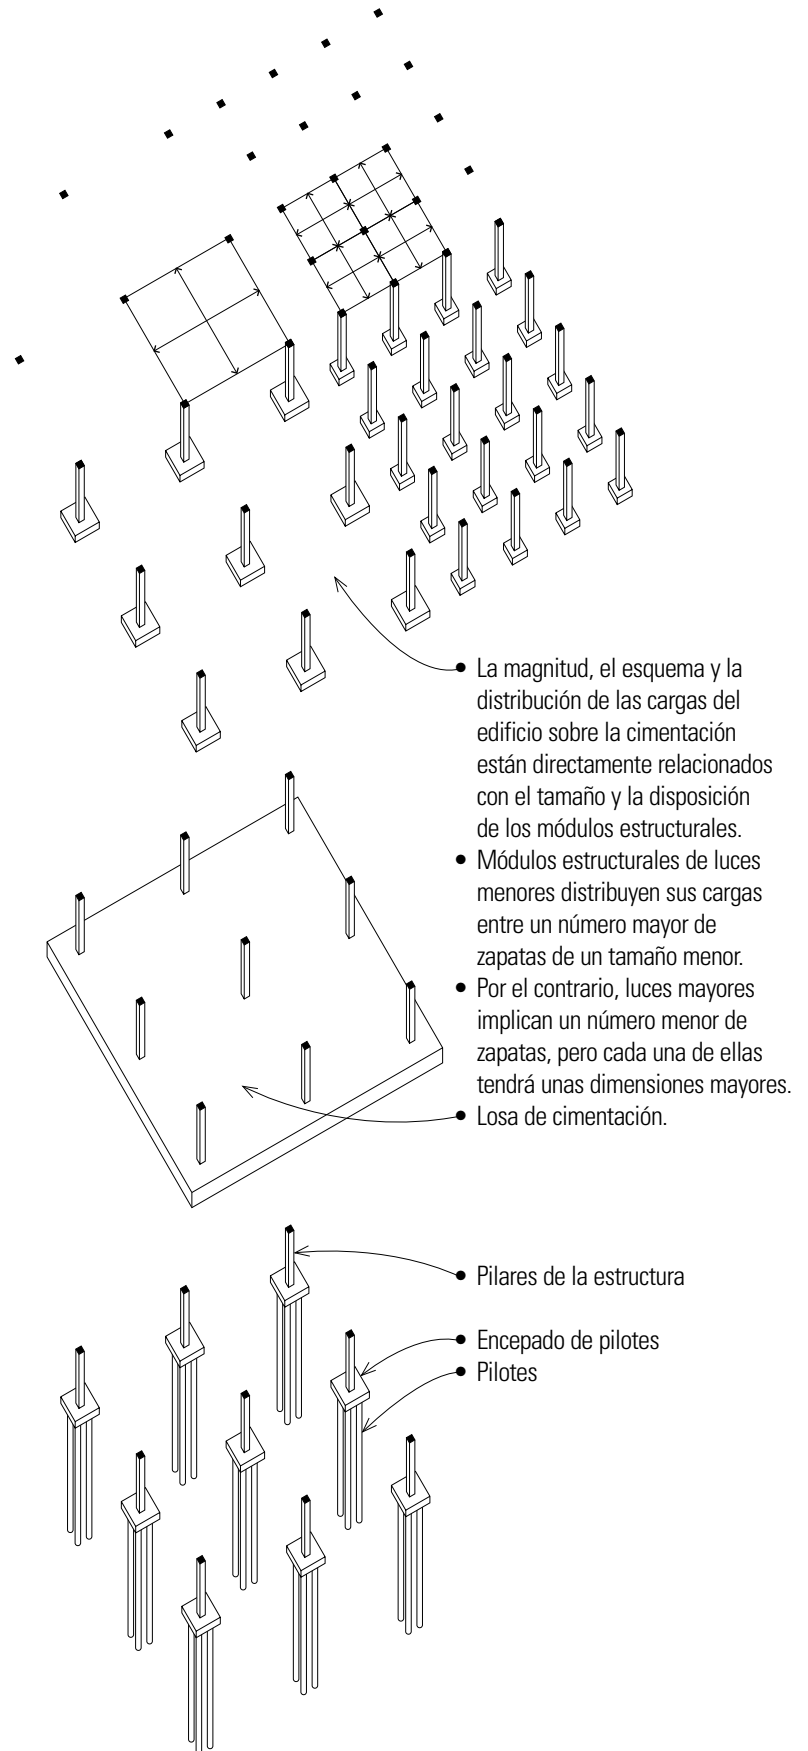 • La magnitud, el esquema y la
distribución de las cargas del
edificio sobre la cimentación
están directamente relacionados
con el tamaño y la disposición
de los módulos estructurales.
• Módulos estructurales de luces
menores distribuyen sus cargas
entre un número mayor de
zapatas de un tamaño menor.
• Por el contrario, luces mayores
implican un número menor de
zapatas, pero cada una de ellas
tendrá unas dimensiones mayores.
• Losa de cimentación.
• Pilares de la estructura
• Encepado de pilotes
• Pilotes